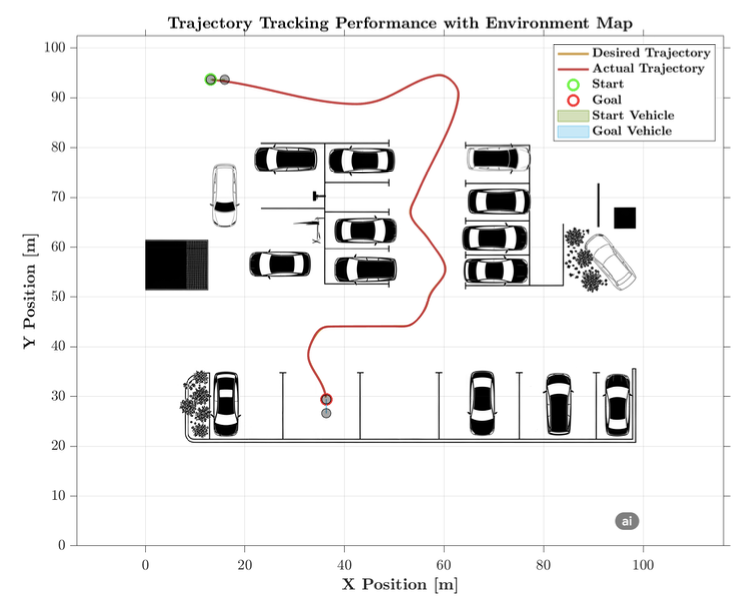 Trajectory Tracking Performance with Environment Map
Desired Trajectory
Actual Trajectory
Start
Goal
Start Vehicle
Goal Vehicle
Y Position [m]
100
90
80
70
60
50
40
30
20
10
0
ai
0 20 40 60 80 100
X Position [m]